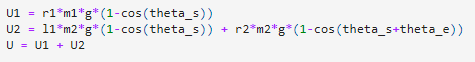 U1 = r1*m1*g*(1-cos(theta_s))
U2 = l1*m2*g*(1-cos(theta_s)) + r2*m2*g*(1-cos(theta_s+theta_e))
U = U1 + U2